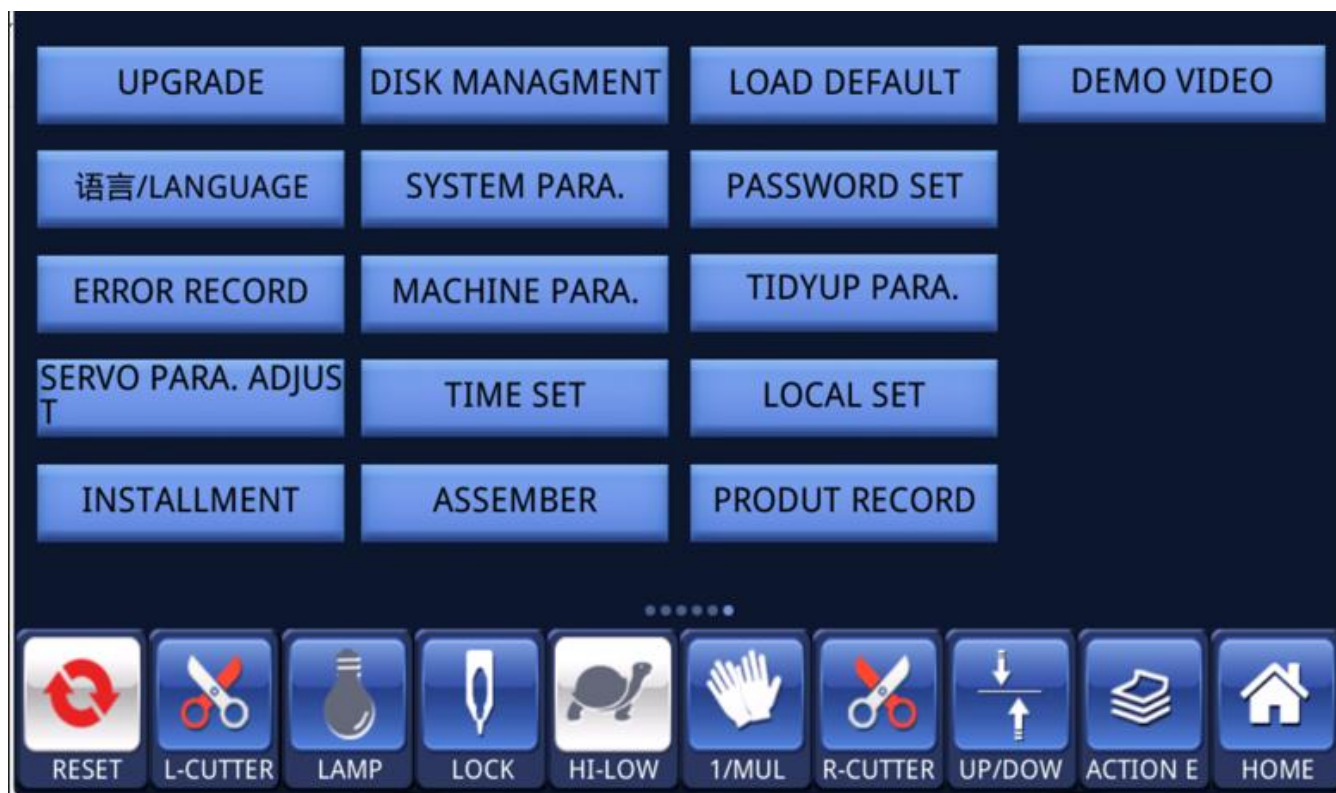 UPGRADE
DISK MANAGMENT
LOAD DEFAULT
DEMO VIDEO
语言/LANGUAGE
SYSTEM PARA.
PASSWORD SET
ERROR RECORD
MACHINE PARA.
TIDYUP PARA.
SERVO PARA. ADJUS
T
TIME SET
LOCAL SET
INSTALLMENT
ASSEMBER
PRODUT RECORD
RESET
L-CUTTER
LAMP
LOCK
HI-LOW
1/MUL
R-CUTTER
UP/DOW
ACTION E
HOME